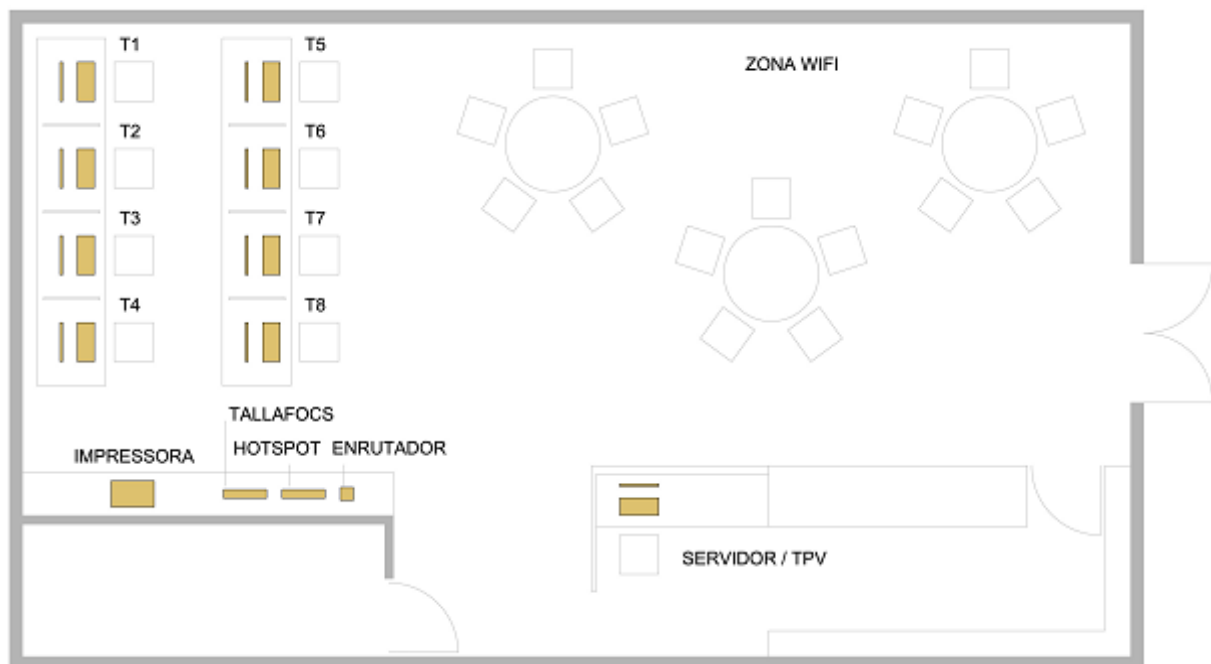 T1
T5
ZONA WIFI
T2
T6
T3
T7
T4
T8
TALLAFOCS
HOTSPOT
ENRUTADOR
IMPRESSORA
SERVIDOR / TPV